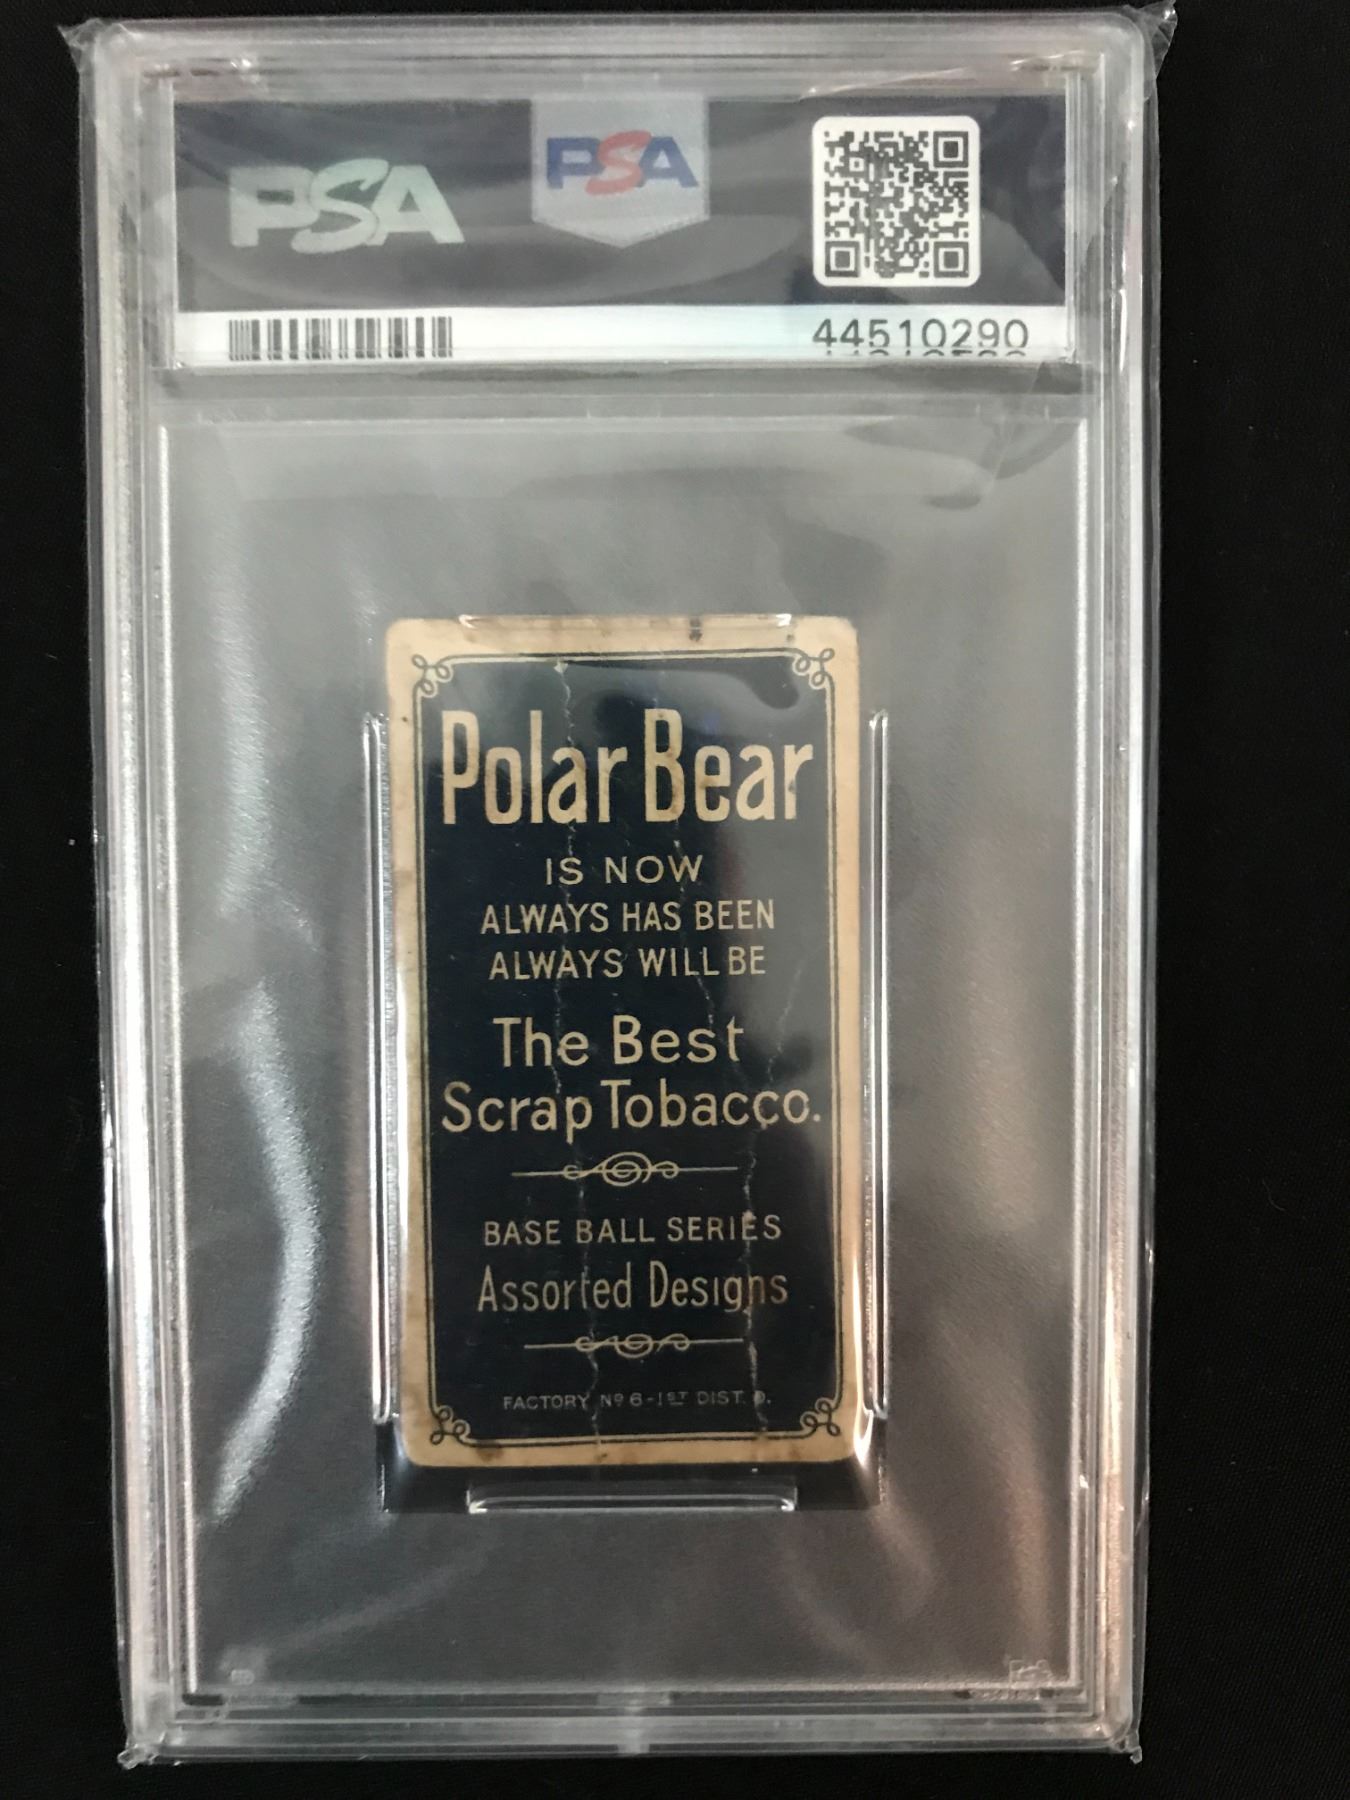 PSA
PSA
44510290
Polar Bear
IS NOW
ALWAYS HAS BEEN
ALWAYS WILL BE
The Best
Scrap Tobacco.
BASE BALL SERIES
Assorted Designs
FACTORY Nº 6-1ST DIST. O.